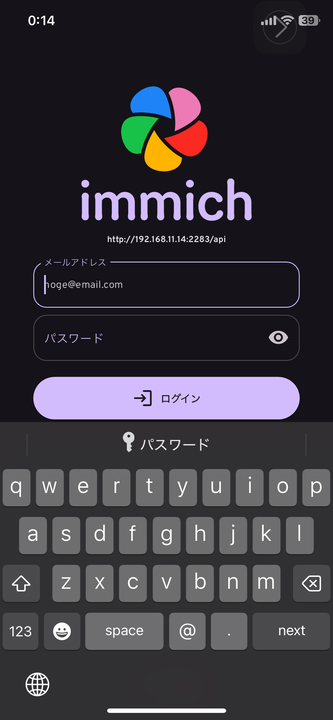 0:14
39
immich
http://192.168.11.14:2283/api
メールアドレス
hoge@email.com
パスワード
ログイン
パスワード
q w e r t y u i o p
a s d f g h j k l
z x c v b n m
123 space @ . next